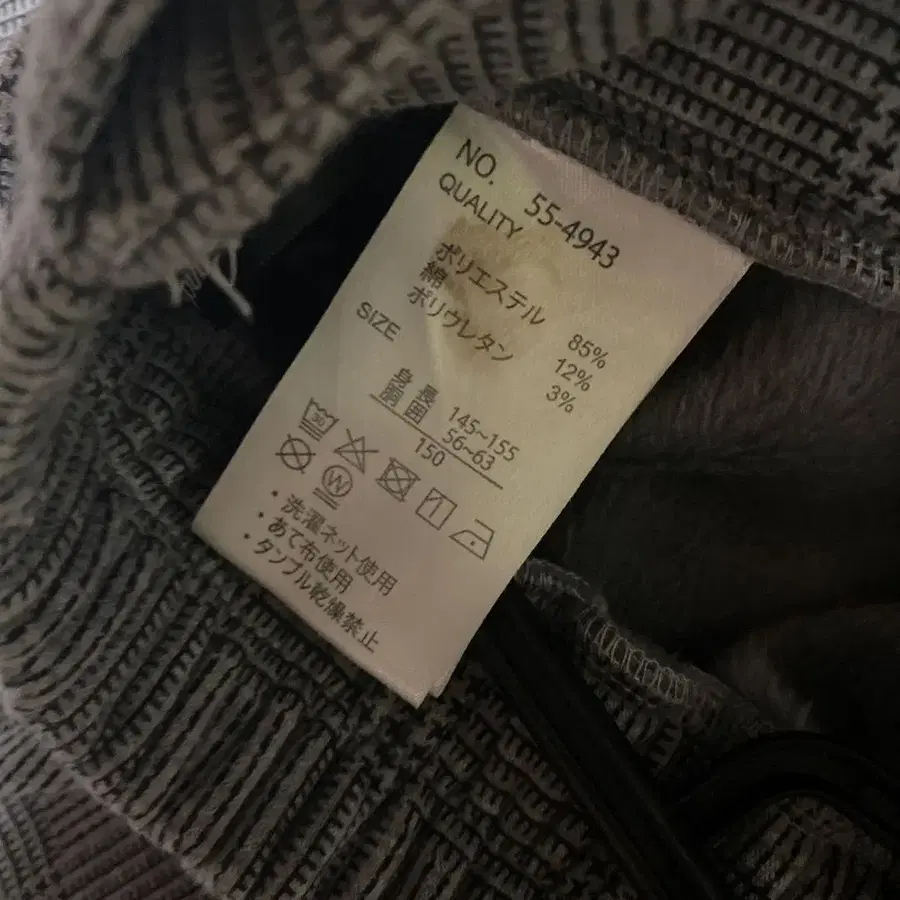 NO. 55-4943
QUALITY
ポリエステル 85%
綿 12%
ポリウレタン 3%
SIZE
身長 145~155
胴囲 56~63
150
30
W
・洗濯ネット使用
・あて布使用
・タンブル乾燥禁止